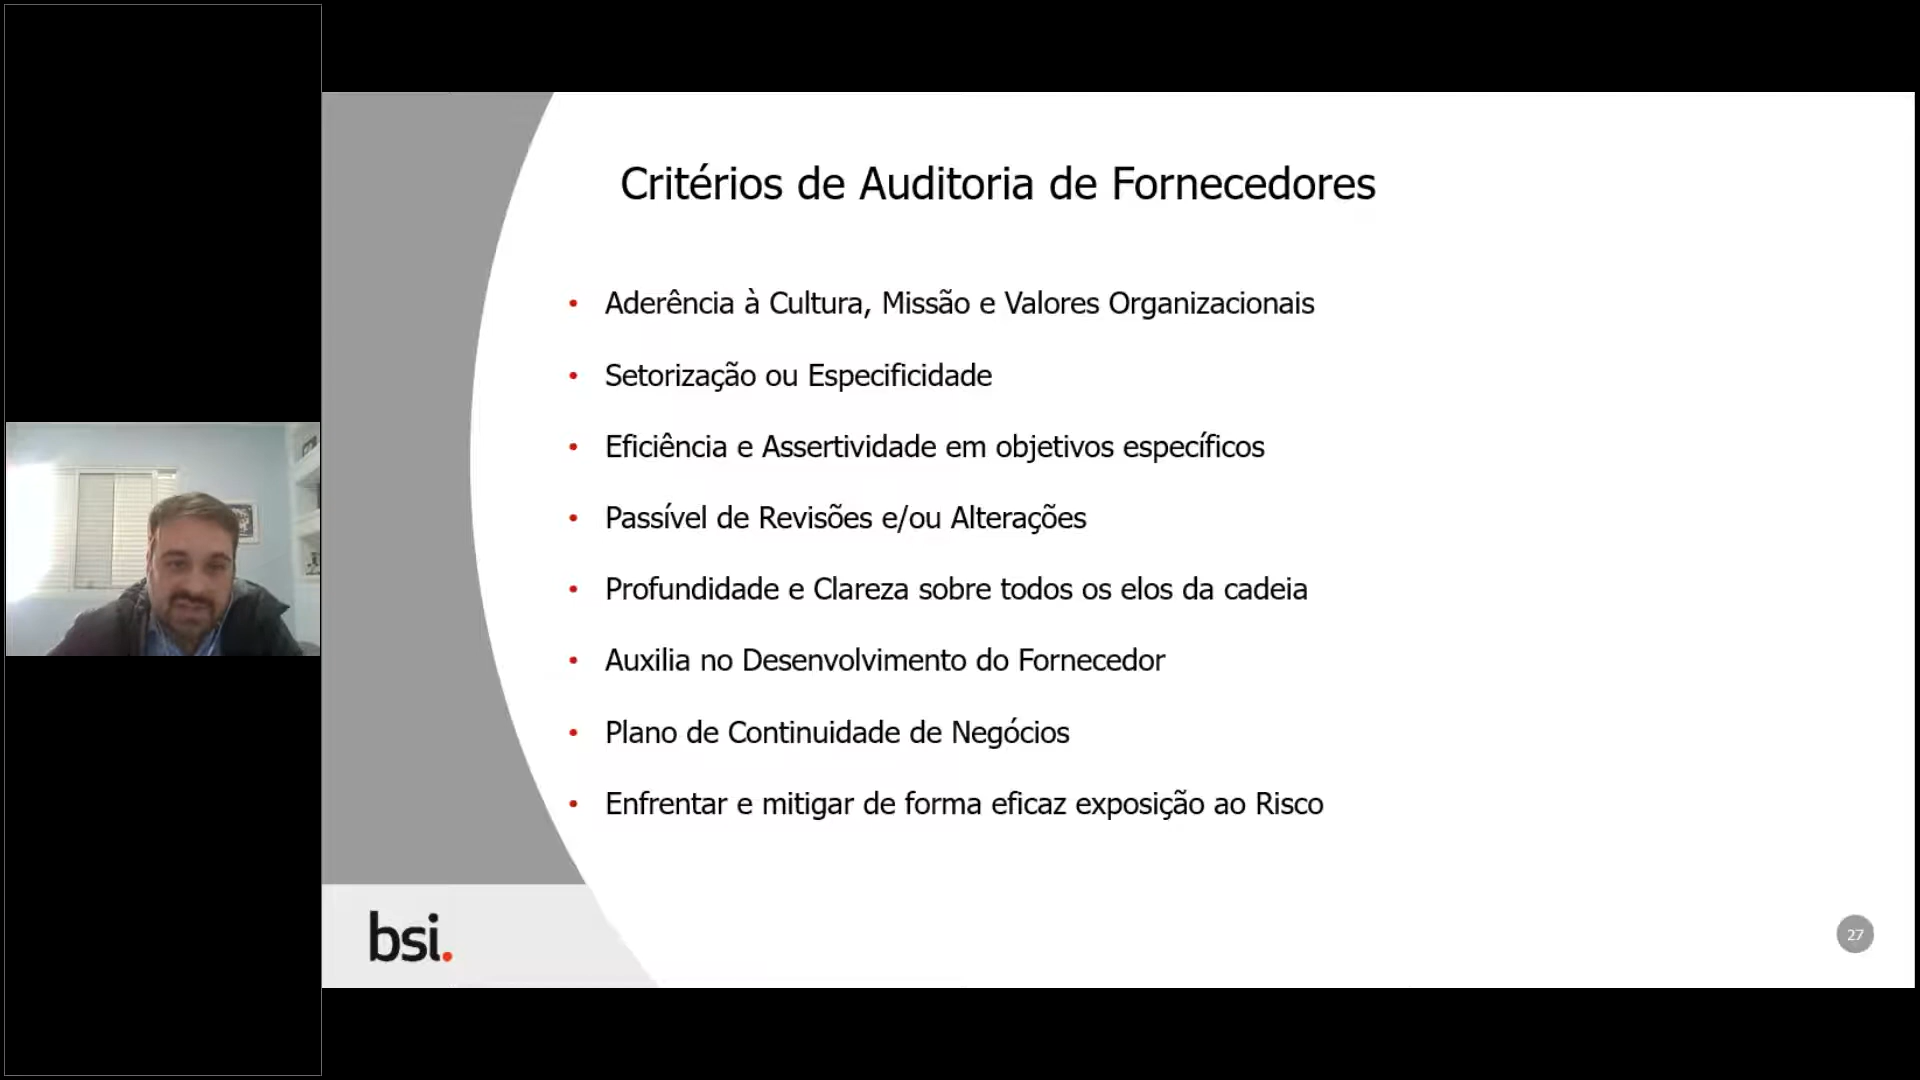 Critérios de Auditoria de Fornecedores
• Aderência à Cultura, Missão e Valores Organizacionais
• Setorização ou Especificidade
• Eficiência e Assertividade em objetivos específicos
• Passível de Revisões e/ou Alterações
• Profundidade e Clareza sobre todos os elos da cadeia
• Auxilia no Desenvolvimento do Fornecedor
• Plano de Continuidade de Negócios
• Enfrentar e mitigar de forma eficaz exposição ao Risco
bsi.
27